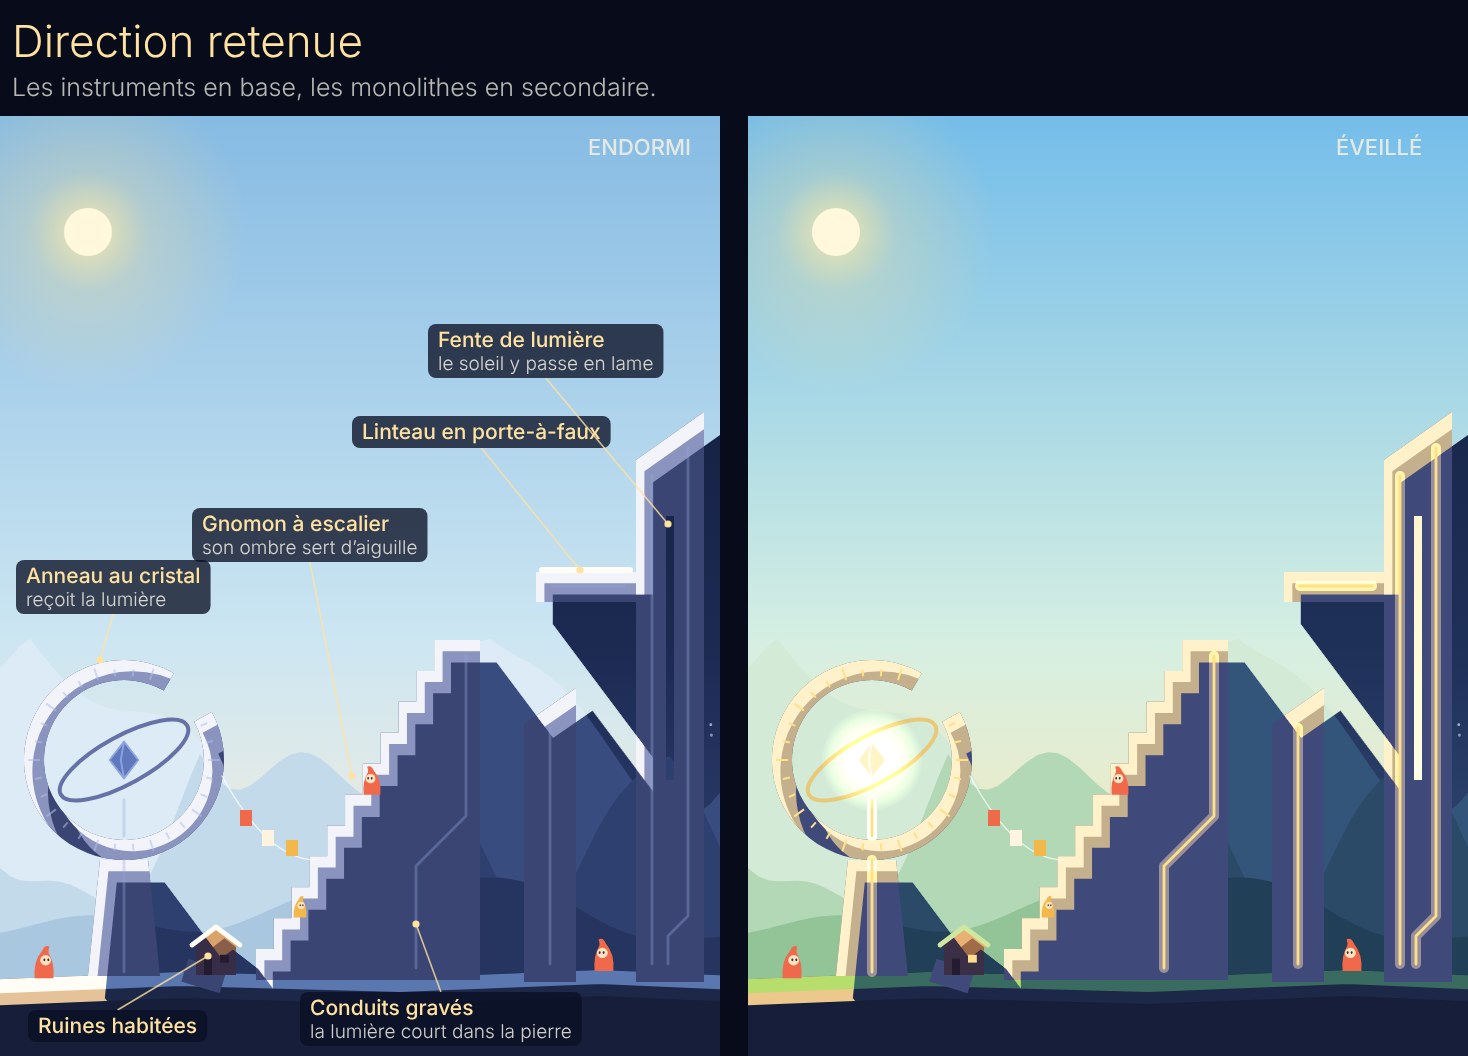 Direction retenue
Les instruments en base, les monolithes en secondaire.
ENDORMI
ÉVEILLÉ
Fente de lumière
le soleil y passe en lame
Linteau en porte-à-faux
Gnomon à escalier
son ombre sert d’aiguille
Anneau au cristal
reçoit la lumière
Conduits gravés
la lumière court dans la pierre
Ruines habitées